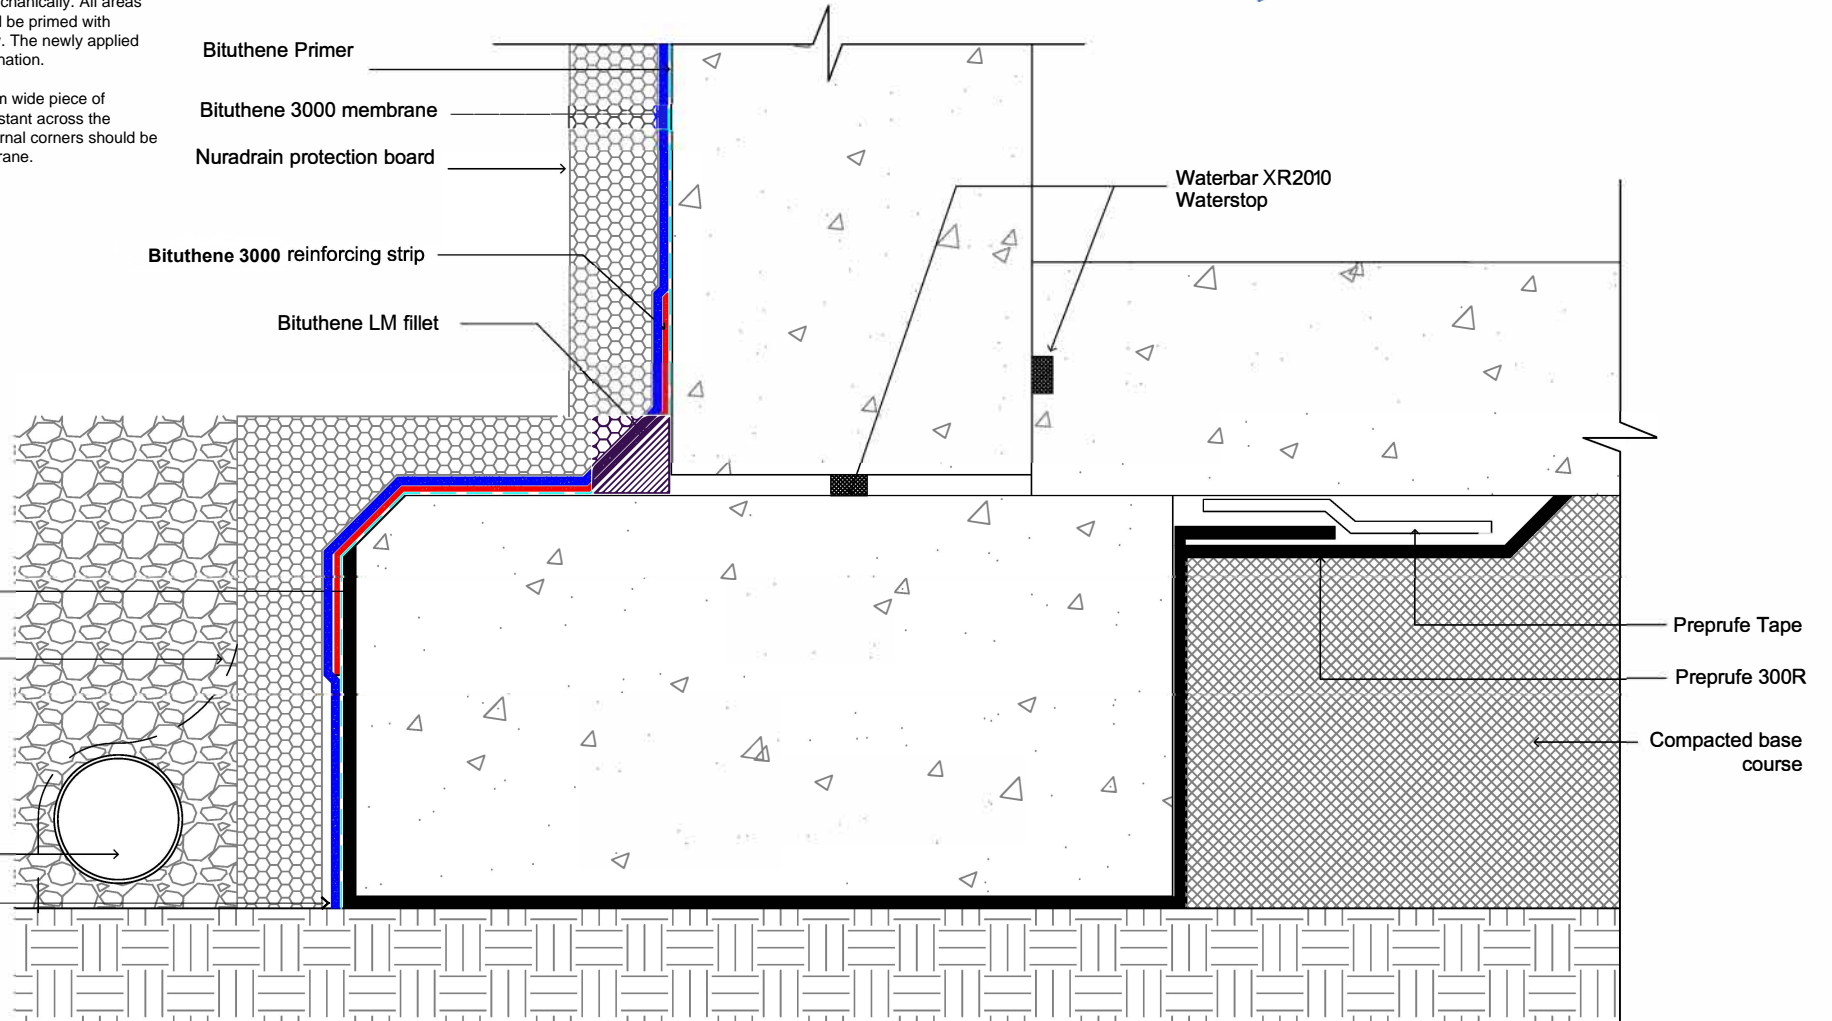 chanically. All areas
be primed with
. The newly applied
nation.
wide piece of
stant across the
rnal corners should be
rane.
Bituthene Primer
Bituthene 3000 membrane
Nuradrain protection board
Bituthene 3000 reinforcing strip
Bituthene LM fillet
Waterbar XR2010
Waterstop
Preprufe Tape
Preprufe 300R
Compacted base
course